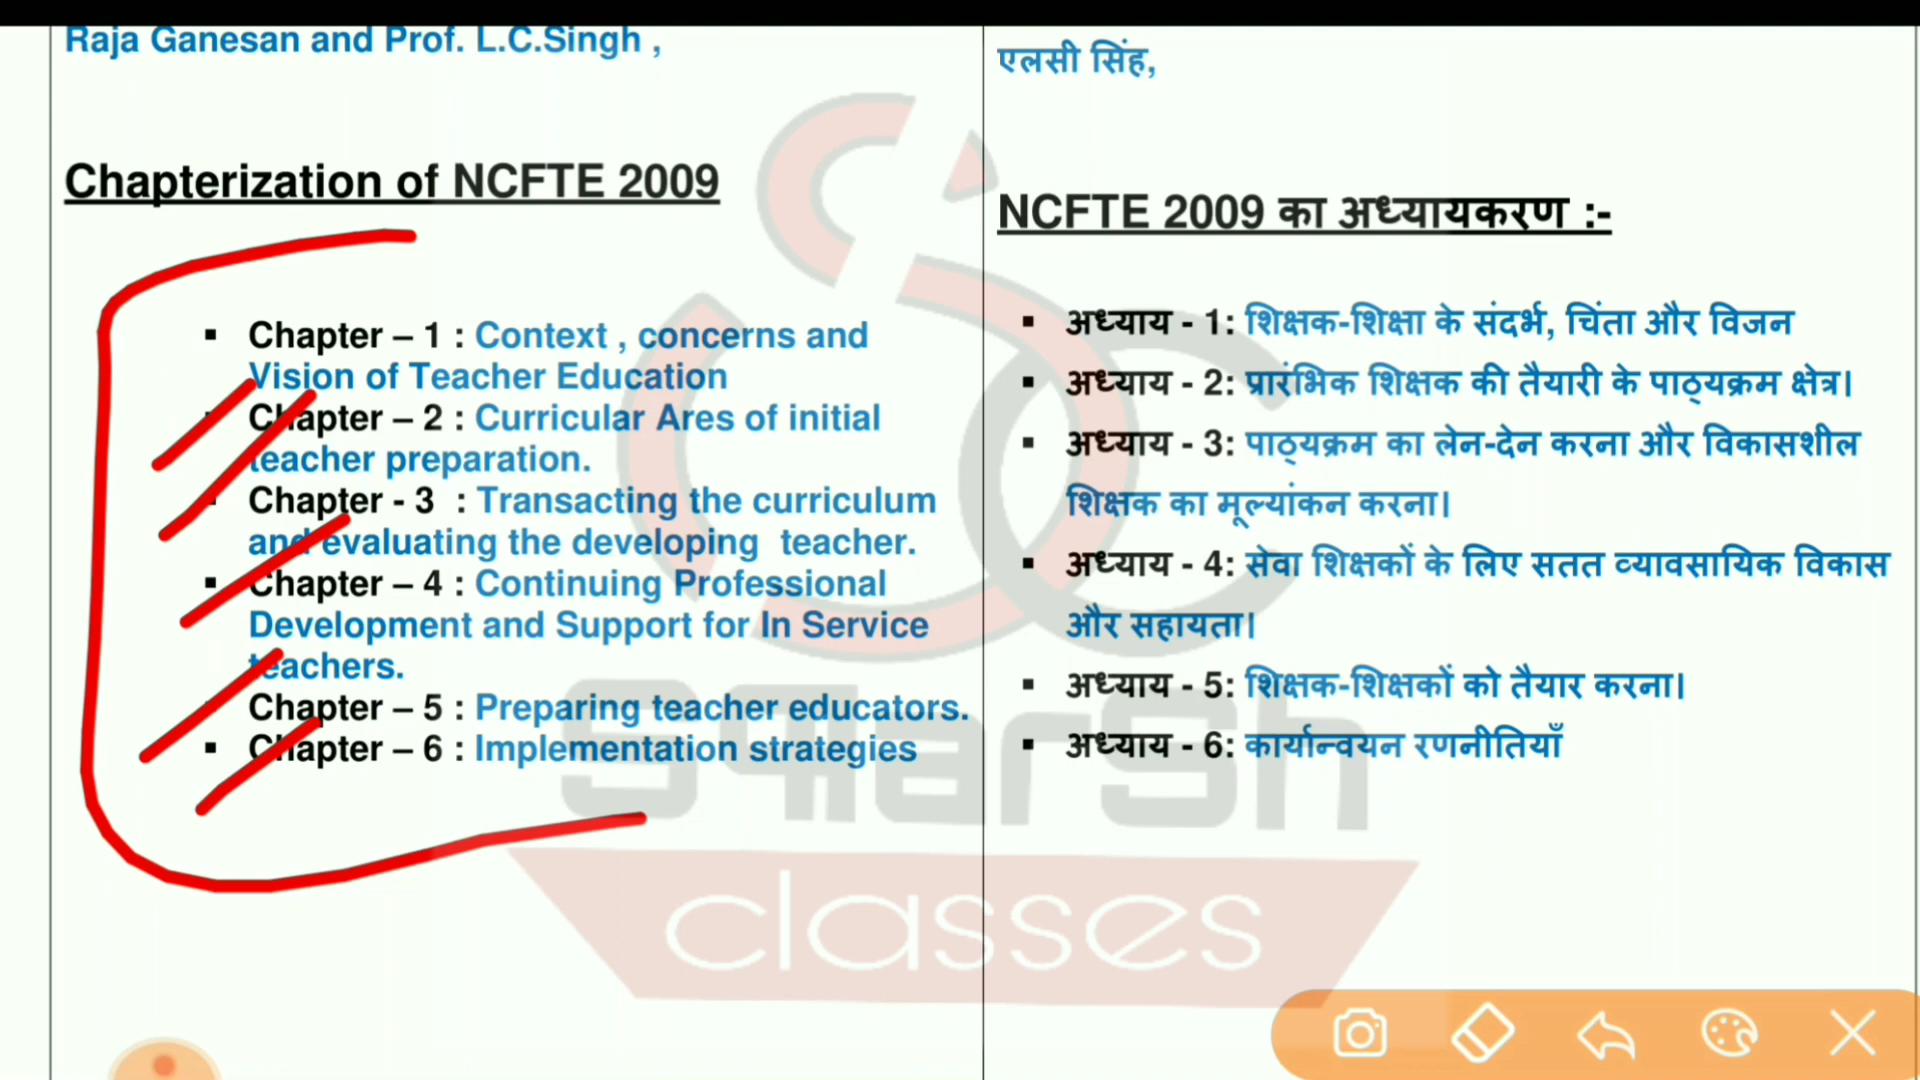 Raja Ganesan and Prof. L.C.Singh ,
Chapterization of NCFTE 2009
▪ Chapter – 1 : Context , concerns and
Vision of Teacher Education
Chapter – 2 : Curricular Ares of initial
teacher preparation.
Chapter - 3 : Transacting the curriculum
and evaluating the developing teacher.
▪ Chapter – 4 : Continuing Professional
Development and Support for In Service
teachers.
Chapter – 5 : Preparing teacher educators.
▪ Chapter – 6 : Implementation strategies
एलसी सिंह,
NCFTE 2009 का अध्यायकरण :-
▪ अध्याय - 1: शिक्षक-शिक्षा के संदर्भ, चिंता और विजन
▪ अध्याय - 2: प्रारंभिक शिक्षक की तैयारी के पाठ्यक्रम क्षेत्र।
▪ अध्याय - 3: पाठ्यक्रम का लेन-देन करना और विकासशील
शिक्षक का मूल्यांकन करना।
▪ अध्याय - 4: सेवा शिक्षकों के लिए सतत व्यावसायिक विकास
और सहायता।
▪ अध्याय - 5: शिक्षक-शिक्षकों को तैयार करना।
▪ अध्याय - 6: कार्यान्वयन रणनीतियाँ
sपarsh
classes